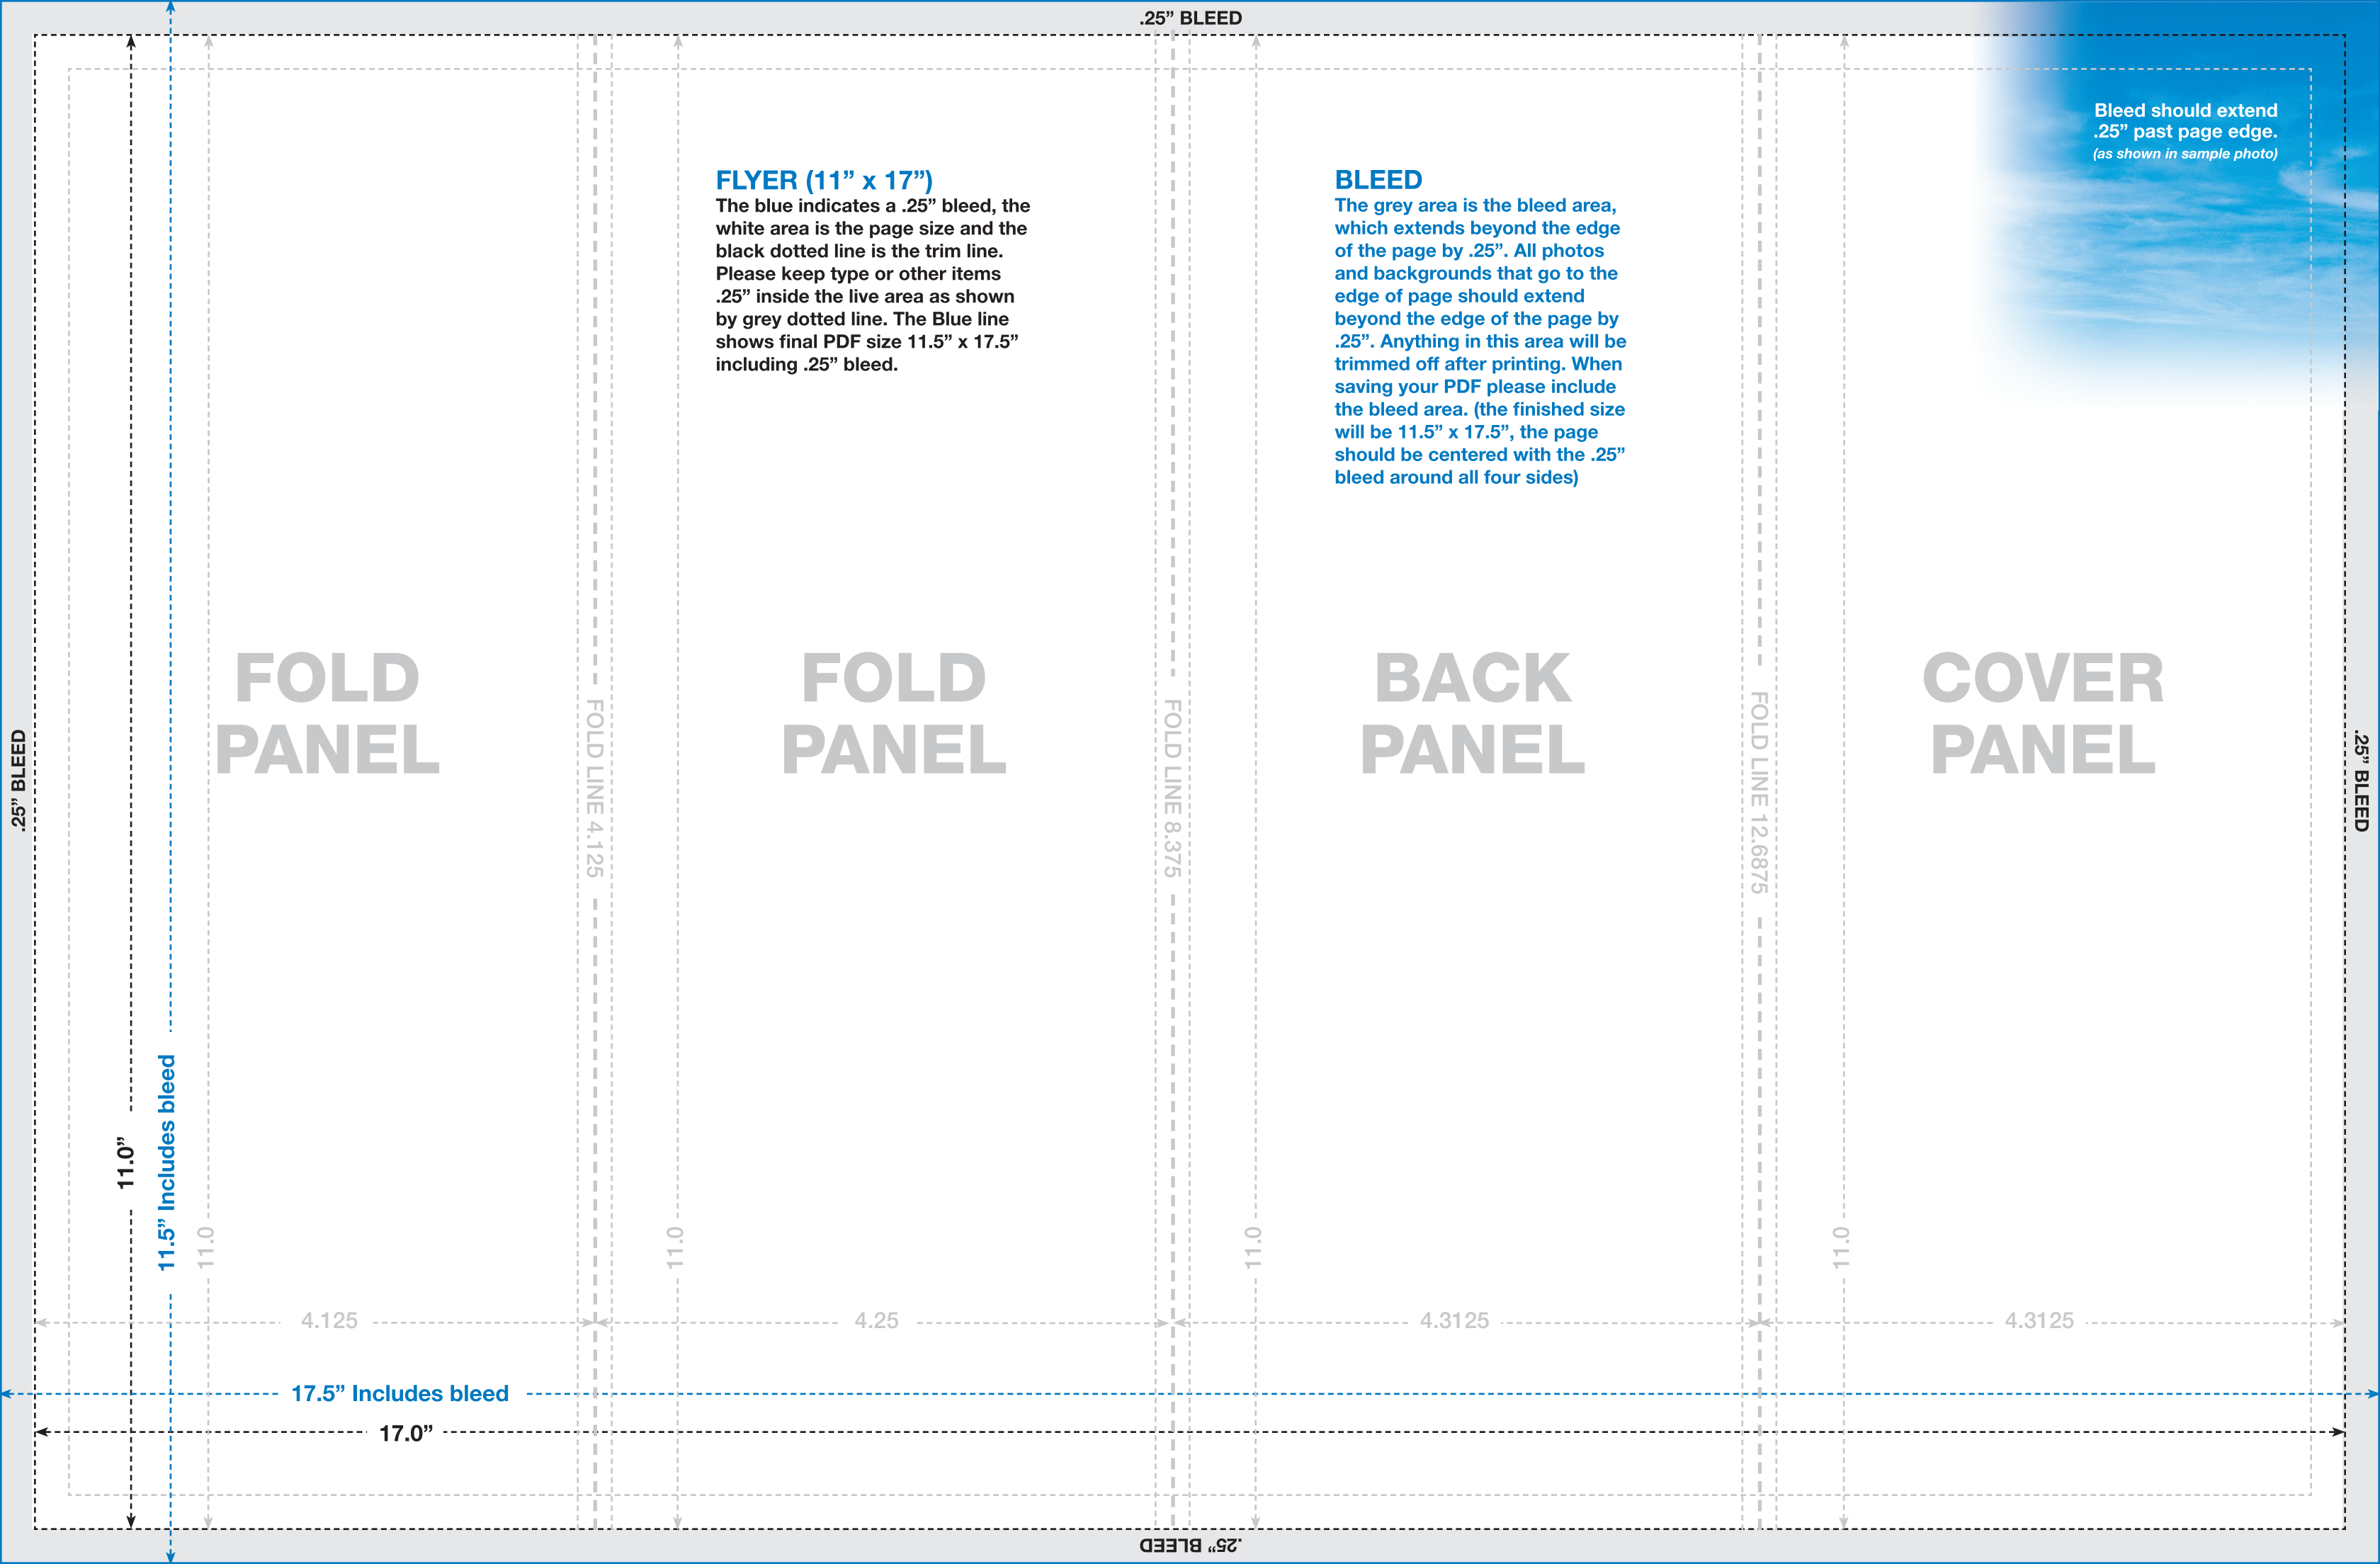 .25” BLEED
Bleed should extend
.25” past page edge.
(as shown in sample photo)
FLYER (11” x 17”)
The blue indicates a .25” bleed, the
white area is the page size and the
black dotted line is the trim line.
Please keep type or other items
.25” inside the live area as shown
by grey dotted line. The Blue line
shows final PDF size 11.5” x 17.5”
including .25” bleed.
BLEED
The grey area is the bleed area,
which extends beyond the edge
of the page by .25”. All photos
and backgrounds that go to the
edge of page should extend
beyond the edge of the page by
.25”. Anything in this area will be
trimmed off after printing. When
saving your PDF please include
the bleed area. (the finished size
will be 11.5” x 17.5”, the page
should be centered with the .25”
bleed around all four sides)
.25” BLEED
FOLD
PANEL
FOLD LINE 4.125
FOLD
PANEL
FOLD LINE 8.375
BACK
PANEL
FOLD LINE 12.6875
COVER
PANEL
.25” BLEED
11.0”
11.5” Includes bleed
11.0
11.0
11.0
11.0
4.125
4.25
4.3125
4.3125
17.5” Includes bleed
17.0”
.25” BLEED